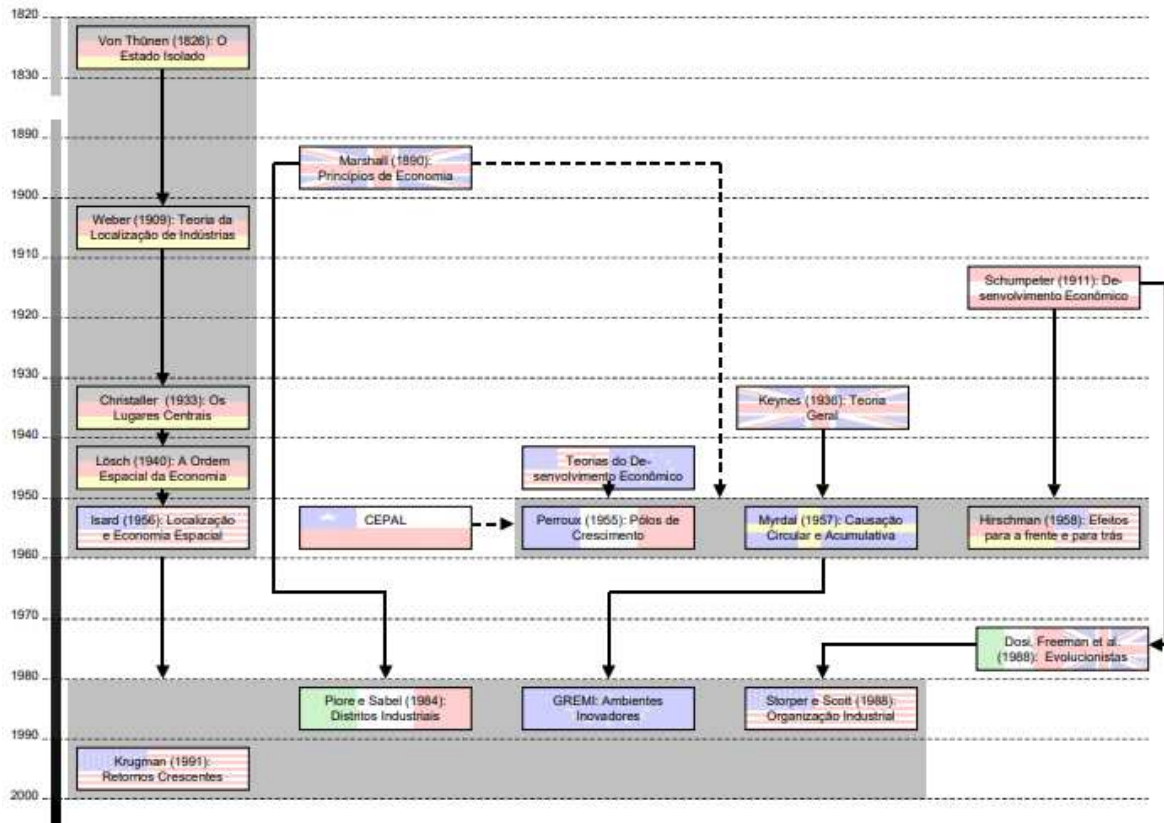 1820
Von Thünen (1826): O
Estado Isolado
1830
1890
Marshall (1890):
Princípios de Economia
1900
Weber (1909): Teoria da
Localização de Indústrias
1910
Schumpeter (1911): De-
senvolvimento Econômico
1920
1930
Christaller (1933): Os
Lugares Centrais
Keynes (1936): Teoria
Geral
1940
Lösch (1940): A Ordem
Espacial da Economia
Teorias do De-
senvolvimento Econômico
1950
Isard (1956): Localização
e Economia Espacial
CEPAL
Perroux (1955): Pólos de
Crescimento
Myrdal (1957): Causação
Circular e Acumulativa
Hirschman (1958): Efeitos
para a frente e para trás
1960
1970
Dosi, Freeman et al.
(1988): Evolucionistas
1980
Piore e Sabel (1984):
Distritos Industriais
GREMI: Ambientes
Inovadores
Storper e Scott (1988):
Organização Industrial
1990
Krugman (1991):
Retornos Crescentes
2000